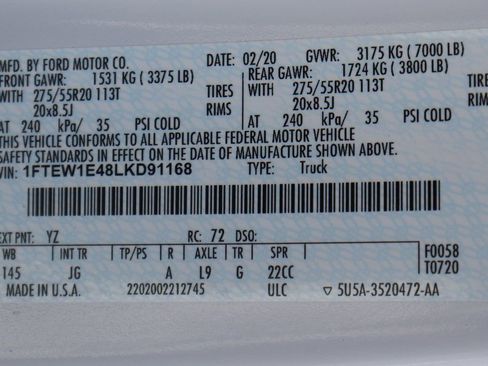 MFD. BY FORD MOTOR CO. DATE: 02/20 GVWR: 3175 KG ( 7000 LB)
FRONT GAWR: 1531 KG ( 3375 LB) REAR GAWR: 1724 KG ( 3800 LB)
WITH 275/55R20 113T TIRES WITH 275/55R20 113T TIRES
20x8.5J RIMS 20x8.5J RIMS
AT 240 kPa/ 35 PSI COLD AT 240 kPa/ 35 PSI COLD
THIS VEHICLE CONFORMS TO ALL APPLICABLE FEDERAL MOTOR VEHICLE
SAFETY STANDARDS IN EFFECT ON THE DATE OF MANUFACTURE SHOWN ABOVE.
VIN: 1FTEW1E48LKD91168 TYPE: Truck
EXT PNT: YZ RC: 72 DSO:
WB INT TR TP/PS R AXLE TR SPR F0058
145 JG A L9 G 22CC T0720
MADE IN U.S.A. 2202002212745 ULC ▽ 5U5A-3520472-AA